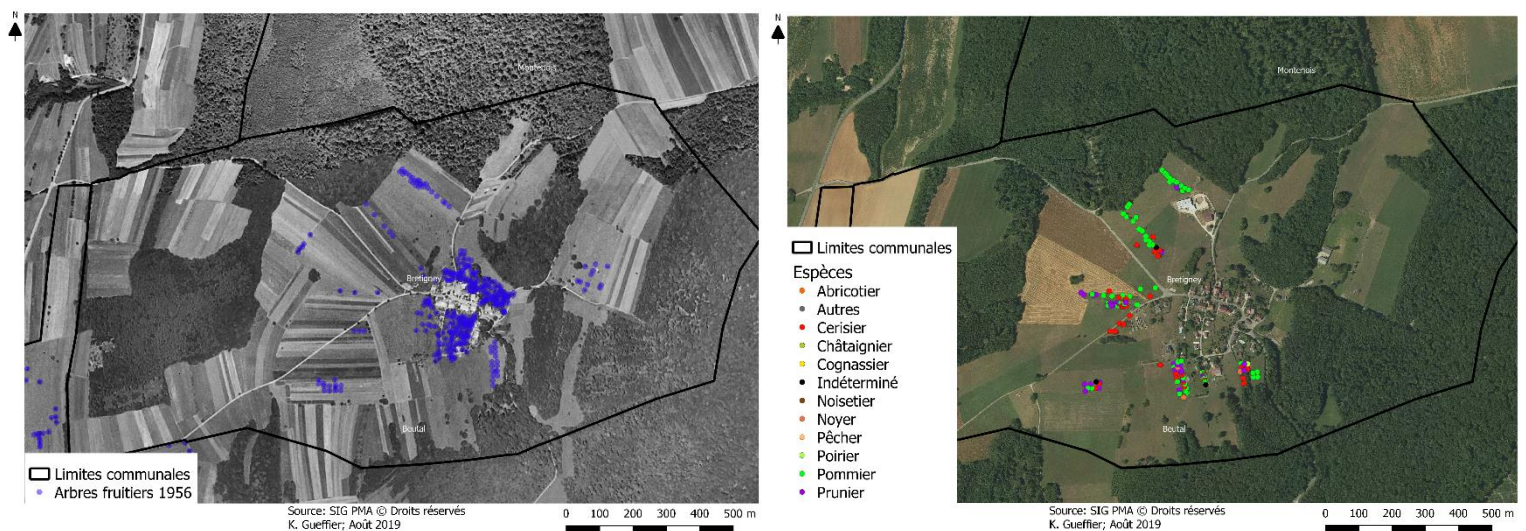 N
Montenois
Bretigney
Beutal
Limites communales
Arbres fruitiers 1956
Source: SIG PMA © Droits réservés
K. Gueffier; Août 2019
0 100 200 300 400 500 m
N
Montenois
Bretigney
Beutal
Limites communales
Espèces
Abricotier
Autres
Cerisier
Châtaignier
Cognassier
Indéterminé
Noisetier
Noyer
Pêcher
Poirier
Pommier
Prunier
Source: SIG PMA © Droits réservés
K. Gueffier; Août 2019
0 100 200 300 400 500 m